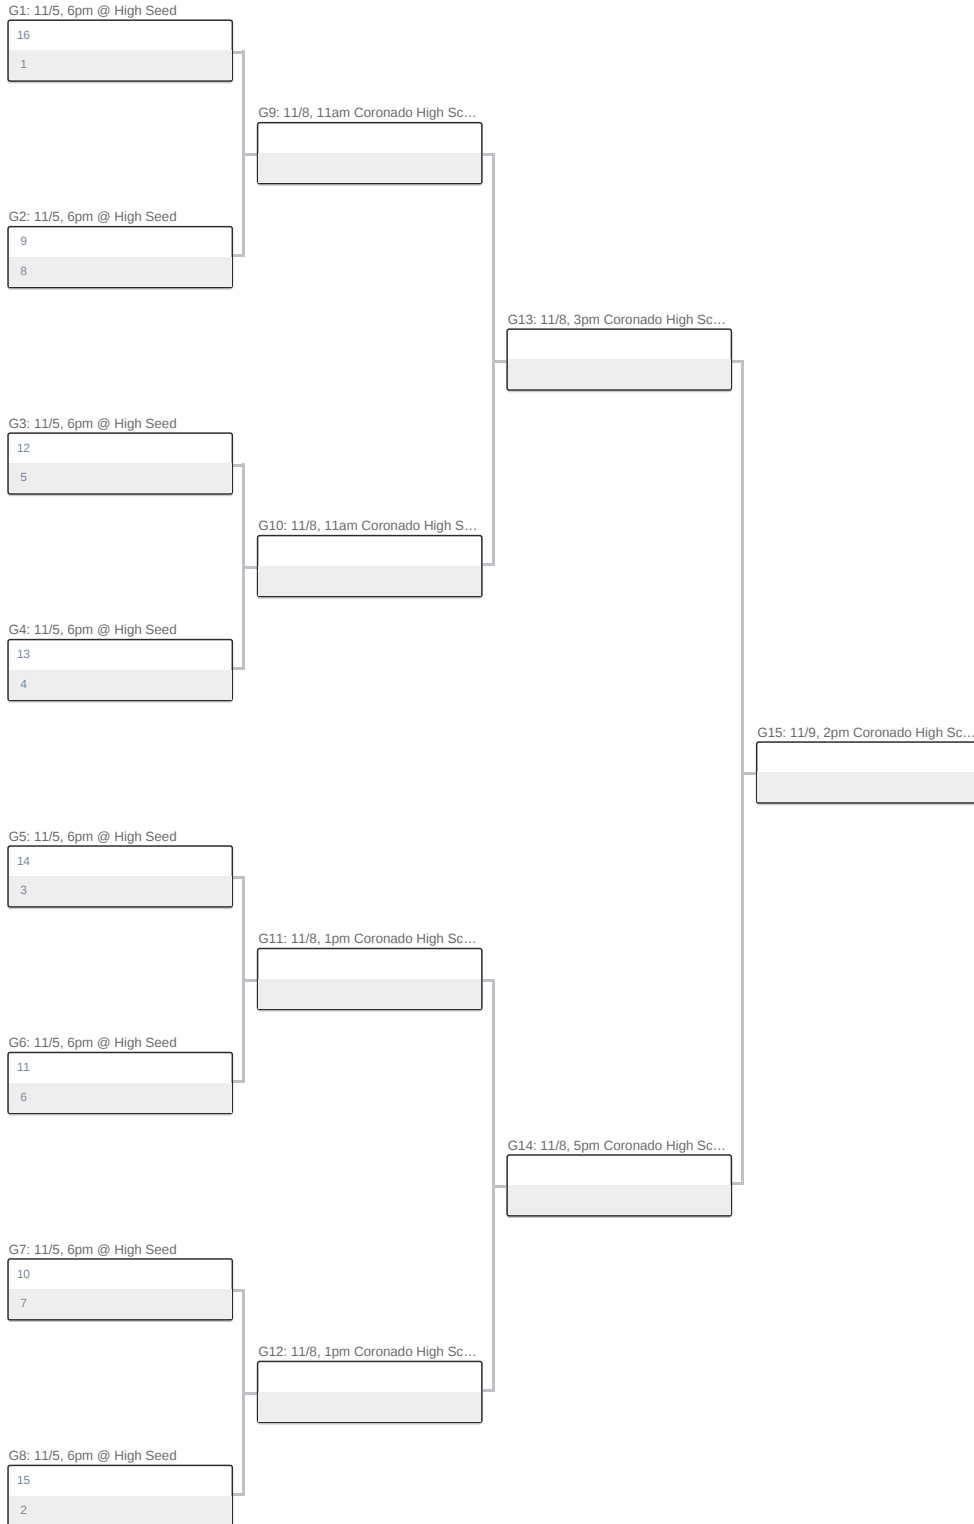 G1: 11/5, 6pm @ High Seed
16
1
G9: 11/8, 11am Coronado High Sc...
G2: 11/5, 6pm @ High Seed
9
8
G13: 11/8, 3pm Coronado High Sc...
G3: 11/5, 6pm @ High Seed
12
5
G10: 11/8, 11am Coronado High S...
G4: 11/5, 6pm @ High Seed
13
4
G15: 11/9, 2pm Coronado High Sc...
G5: 11/5, 6pm @ High Seed
14
3
G11: 11/8, 1pm Coronado High Sc...
G6: 11/5, 6pm @ High Seed
11
6
G14: 11/8, 5pm Coronado High Sc...
G7: 11/5, 6pm @ High Seed
10
7
G12: 11/8, 1pm Coronado High Sc...
G8: 11/5, 6pm @ High Seed
15
2